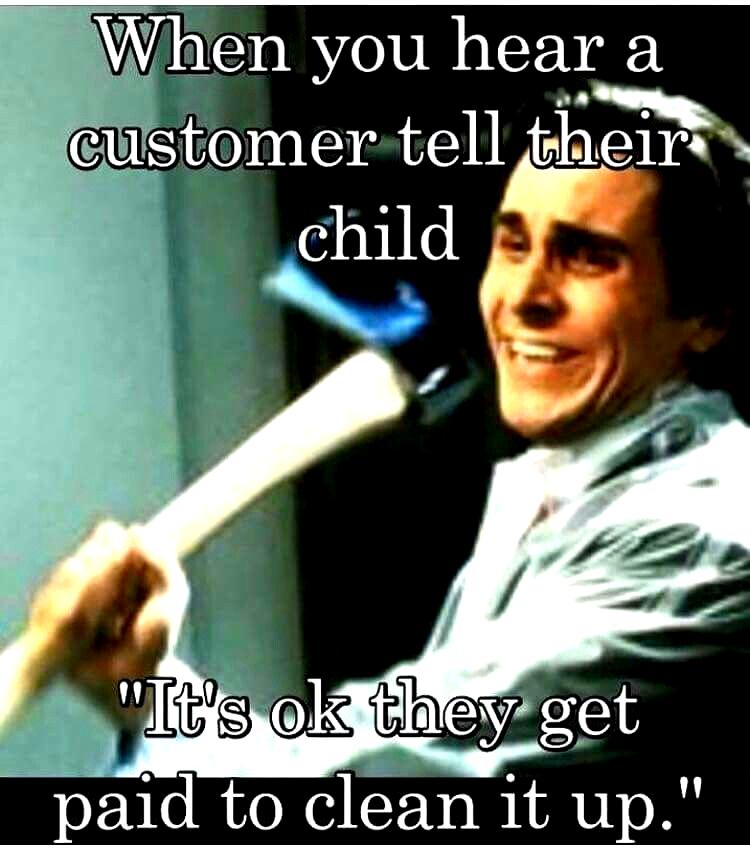 When you hear a
customer tell their
child
"It's ok they get
paid to clean it up."